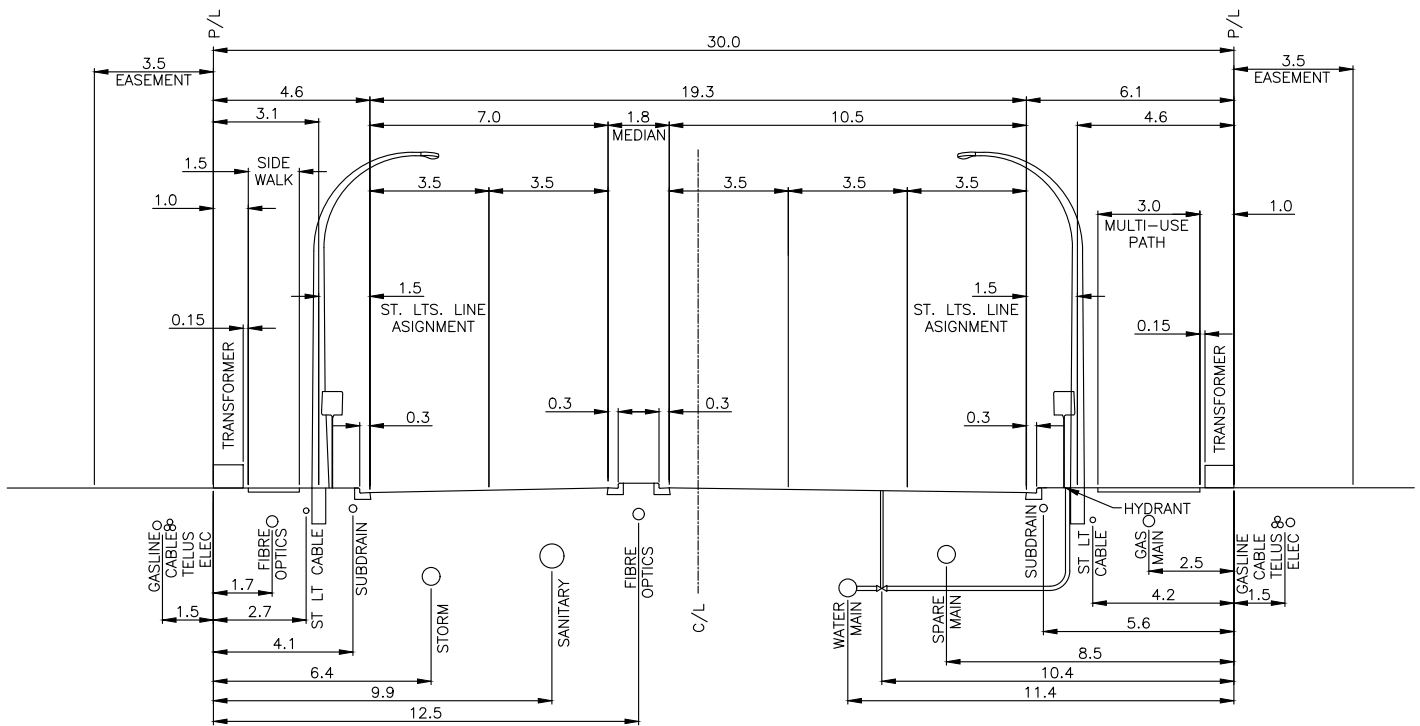 P/L
P/L
30.0
3.5
EASEMENT
3.5
EASEMENT
4.6
19.3
6.1
3.1
7.0
1.8
MEDIAN
10.5
4.6
1.5
SIDE
WALK
1.0
3.5
3.5
3.5
3.5
3.5
3.0
MULTI-USE
PATH
1.0
1.5
ST. LTS. LINE
ASIGNMENT
1.5
ST. LTS. LINE
ASIGNMENT
0.15
0.15
TRANSFORMER
TRANSFORMER
0.3
0.3
0.3
0.3
HYDRANT
GASLINE
CABLE
TELUS
ELEC
FIBRE
OPTICS
ST LT CABLE
SUBDRAIN
STORM
SANITARY
FIBRE
OPTICS
C/L
WATER
MAIN
SPARE
MAIN
SUBDRAIN
ST LT
CABLE
GAS
MAIN
GASLINE
CABLE
TELUS
ELEC
1.7
2.5
1.5
2.7
4.2
1.5
4.1
5.6
6.4
8.5
9.9
10.4
12.5
11.4